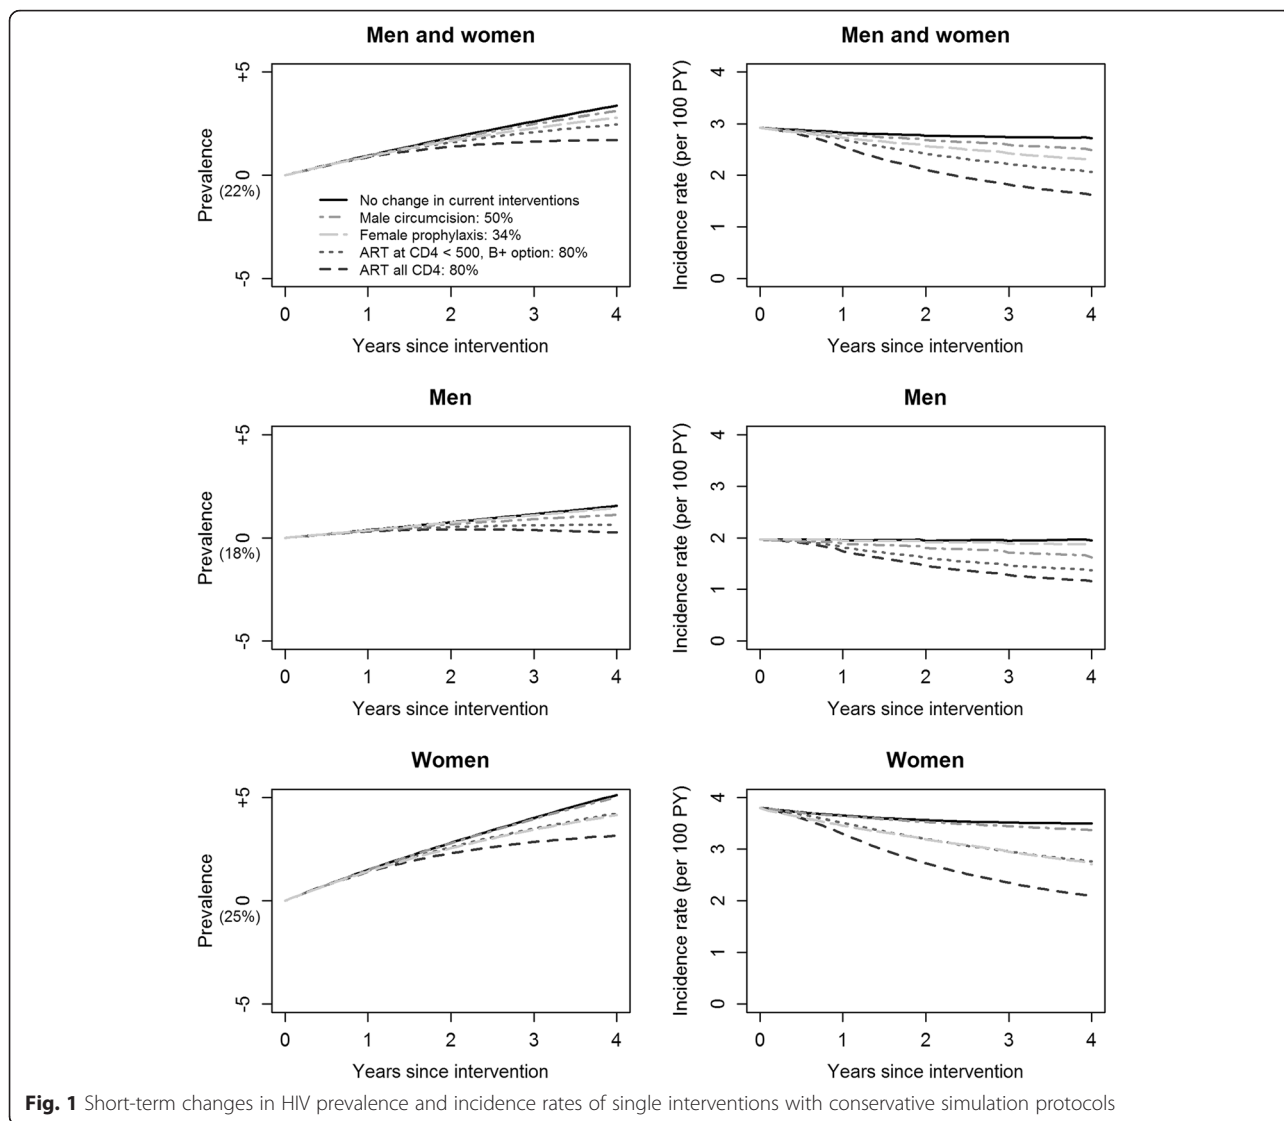 Men and women
Prevalence
+5
0
(22%)
-5
No change in current interventions
Male circumcision: 50%
Female prophylaxis: 34%
ART at CD4 < 500, B+ option: 80%
ART all CD4: 80%
0 1 2 3 4
Years since intervention
Men and women
Incidence rate (per 100 PY)
4
3
2
1
0
0 1 2 3 4
Years since intervention
Men
Prevalence
+5
0
(18%)
-5
0 1 2 3 4
Years since intervention
Men
Incidence rate (per 100 PY)
4
3
2
1
0
0 1 2 3 4
Years since intervention
Women
Prevalence
+5
0
(25%)
-5
0 1 2 3 4
Years since intervention
Women
Incidence rate (per 100 PY)
4
3
2
1
0
0 1 2 3 4
Years since intervention
Fig. 1 Short-term changes in HIV prevalence and incidence rates of single interventions with conservative simulation protocols